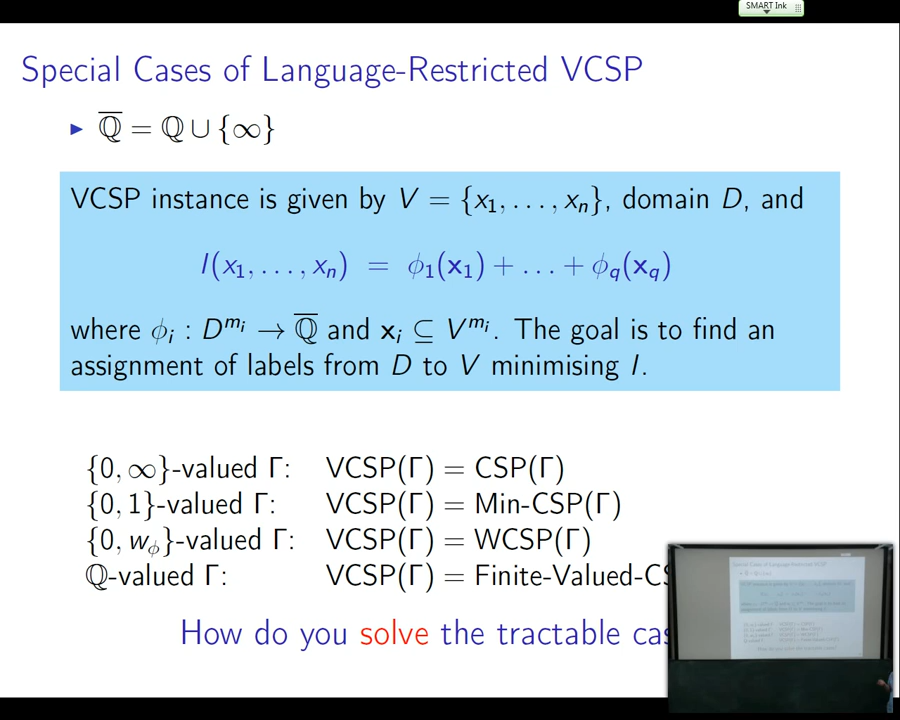 SMART Ink
Special Cases of Language-Restricted VCSP
▶ ℚ̅ = ℚ ∪ {∞}
VCSP instance is given by V = {x₁, . . . , xₙ}, domain D, and
I(x₁, . . . , xₙ) = ϕ₁(𝐱₁) + . . . + ϕ_q(𝐱_q)
where ϕᵢ : D^{mᵢ} → ℚ̅ and 𝐱ᵢ ⊆ V^{mᵢ}. The goal is to find an
assignment of labels from D to V minimising I.
{0, ∞}-valued Γ: VCSP(Γ) = CSP(Γ)
{0, 1}-valued Γ: VCSP(Γ) = Min-CSP(Γ)
{0, w_ϕ}-valued Γ: VCSP(Γ) = WCSP(Γ)
ℚ-valued Γ: VCSP(Γ) = Finite-Valued-CS
How do you solve the tractable cas